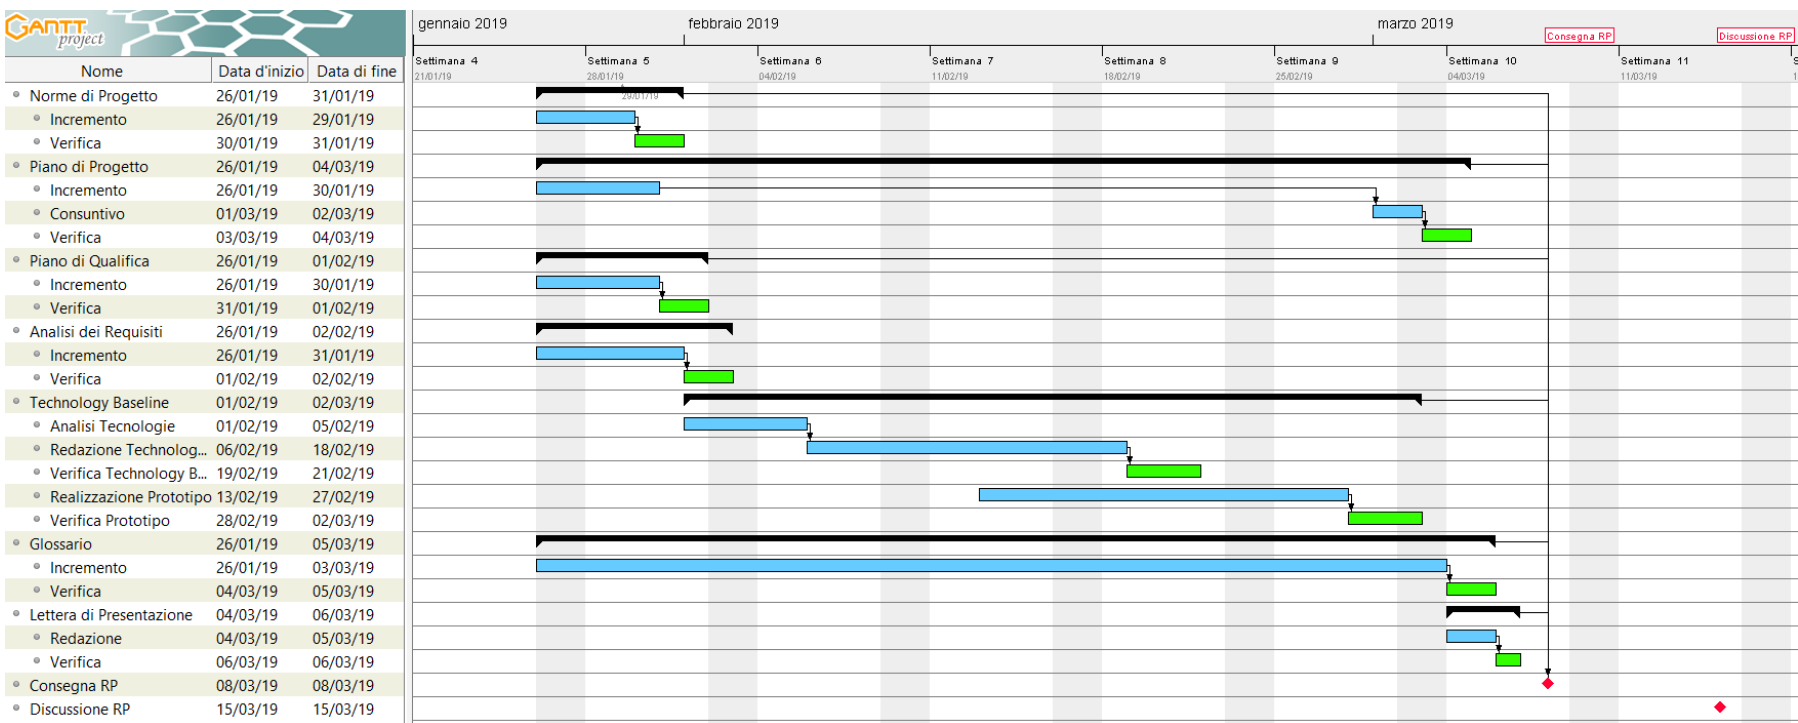 GANTT project
gennaio 2019 febbraio 2019 marzo 2019
Consegna RP Discussione RP
Settimana 4 Settimana 5 Settimana 6 Settimana 7 Settimana 8 Settimana 9 Settimana 10 Settimana 11 S
21/01/19 28/01/19 04/02/19 11/02/19 18/02/19 25/02/19 04/03/19 11/03/19 1
Nome Data d'inizio Data di fine
29/01/19
Norme di Progetto 26/01/19 31/01/19
Incremento 26/01/19 29/01/19
Verifica 30/01/19 31/01/19
Piano di Progetto 26/01/19 04/03/19
Incremento 26/01/19 30/01/19
Consuntivo 01/03/19 02/03/19
Verifica 03/03/19 04/03/19
Piano di Qualifica 26/01/19 01/02/19
Incremento 26/01/19 30/01/19
Verifica 31/01/19 01/02/19
Analisi dei Requisiti 26/01/19 02/02/19
Incremento 26/01/19 31/01/19
Verifica 01/02/19 02/02/19
Technology Baseline 01/02/19 02/03/19
Analisi Tecnologie 01/02/19 05/02/19
Redazione Technolog... 06/02/19 18/02/19
Verifica Technology B... 19/02/19 21/02/19
Realizzazione Prototipo 13/02/19 27/02/19
Verifica Prototipo 28/02/19 02/03/19
Glossario 26/01/19 05/03/19
Incremento 26/01/19 03/03/19
Verifica 04/03/19 05/03/19
Lettera di Presentazione 04/03/19 06/03/19
Redazione 04/03/19 05/03/19
Verifica 06/03/19 06/03/19
Consegna RP 08/03/19 08/03/19
Discussione RP 15/03/19 15/03/19